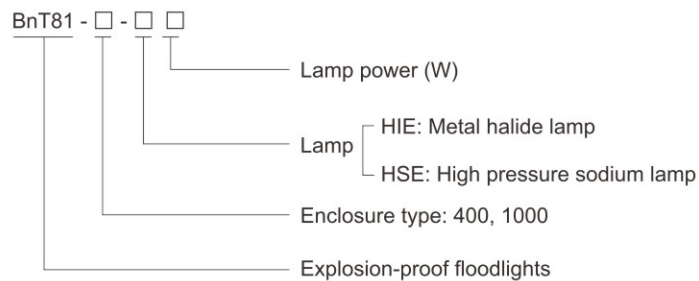 BnT81 - □ - □ □
Lamp power (W)
HIE: Metal halide lamp
Lamp
HSE: High pressure sodium lamp
Enclosure type: 400, 1000
Explosion-proof floodlights